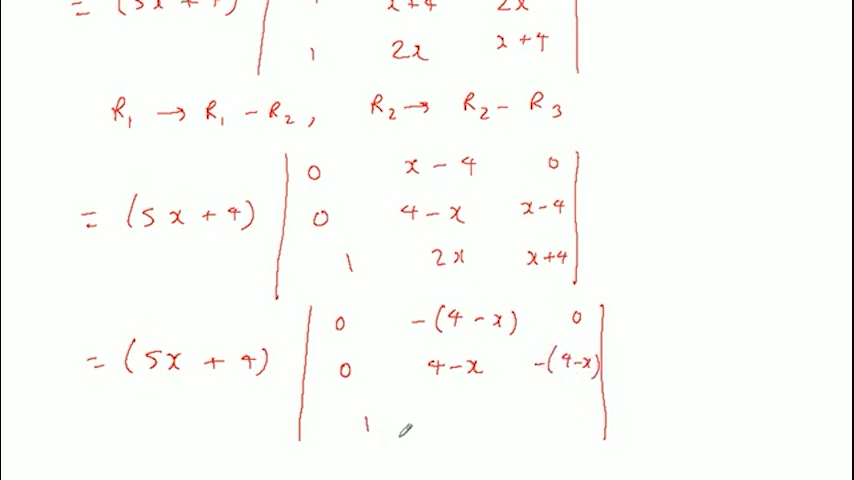 = (5x + 4) | 1 x+4 2x |
| 1 2x x+4 |
R₁ → R₁ - R₂, R₂ → R₂ - R₃
| 0 x-4 0 |
= (5x + 4) | 0 4-x x-4 |
| 1 2x x+4 |
| 0 -(4-x) 0 |
= (5x + 4) | 0 4-x -(4-x) |
| 1